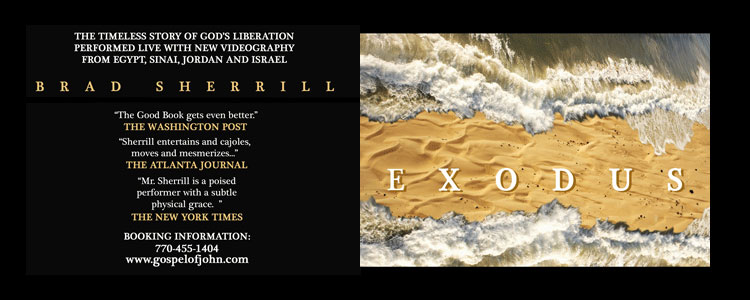 THE TIMELESS STORY OF GOD'S LIBERATION
PERFORMED LIVE WITH NEW VIDEOGRAPHY
FROM EGYPT, SINAI, JORDAN AND ISRAEL
BRAD SHERRILL
“The Good Book gets even better.”
THE WASHINGTON POST
“Sherrill entertains and cajoles,
moves and mesmerizes...”
THE ATLANTA JOURNAL
“Mr. Sherrill is a poised
performer with a subtle
physical grace. ”
THE NEW YORK TIMES
BOOKING INFORMATION:
770-455-1404
www.gospelofjohn.com
EXODUS